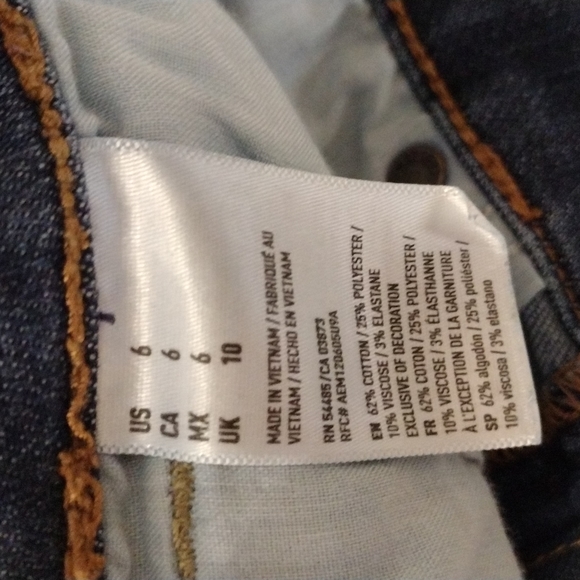 US 6
CA 6
MX 6
UK 10
MADE IN VIETNAM / FABRIQUÉ AU
VIETNAM / HECHO EN VIETNAM
RN 54485 / CA 03873
RFC# AEM120605U9A
EN 62% COTTON / 25% POLYESTER /
10% VISCOSE / 3% ELASTANE
EXCLUSIVE OF DECORATION
FR 62% COTON / 25% POLYESTER /
10% VISCOSE / 3% ÉLASTHANNE
À L'EXCEPTION DE LA GARNITURE
SP 62% algodón / 25% poliéster /
10% viscosa / 3% elastano